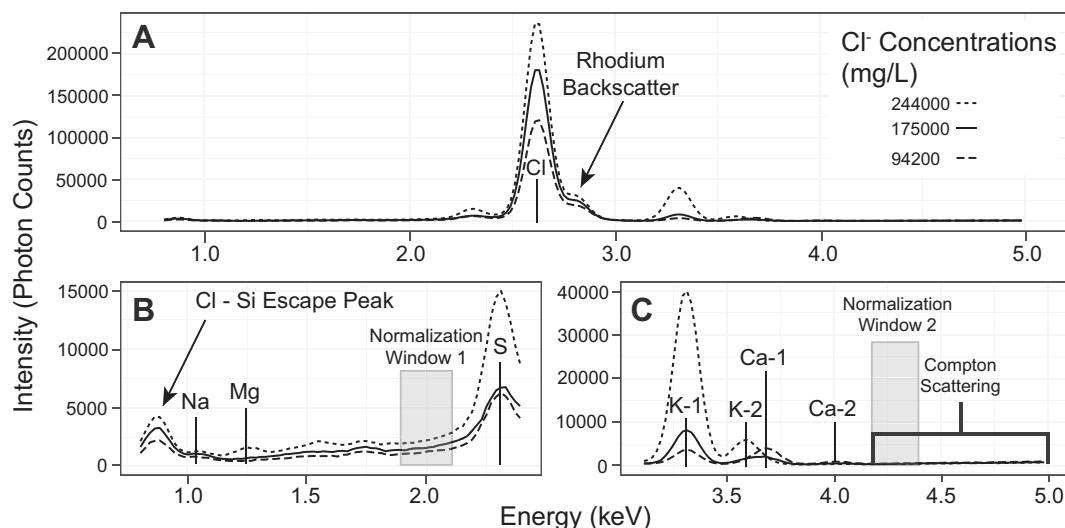 A
Cl⁻ Concentrations
(mg/L)
244000
175000
94200
Rhodium
Backscatter
Cl
200000
150000
100000
50000
0
1.0
2.0
3.0
4.0
5.0
Intensity (Photon Counts)
B
Cl - Si Escape Peak
Normalization
Window 1
S
Na
Mg
15000
10000
5000
0
1.0
1.5
2.0
C
Normalization
Window 2
Compton
Scattering
Ca-1
K-1
K-2
Ca-2
40000
30000
20000
10000
0
3.5
4.0
4.5
5.0
Energy (keV)